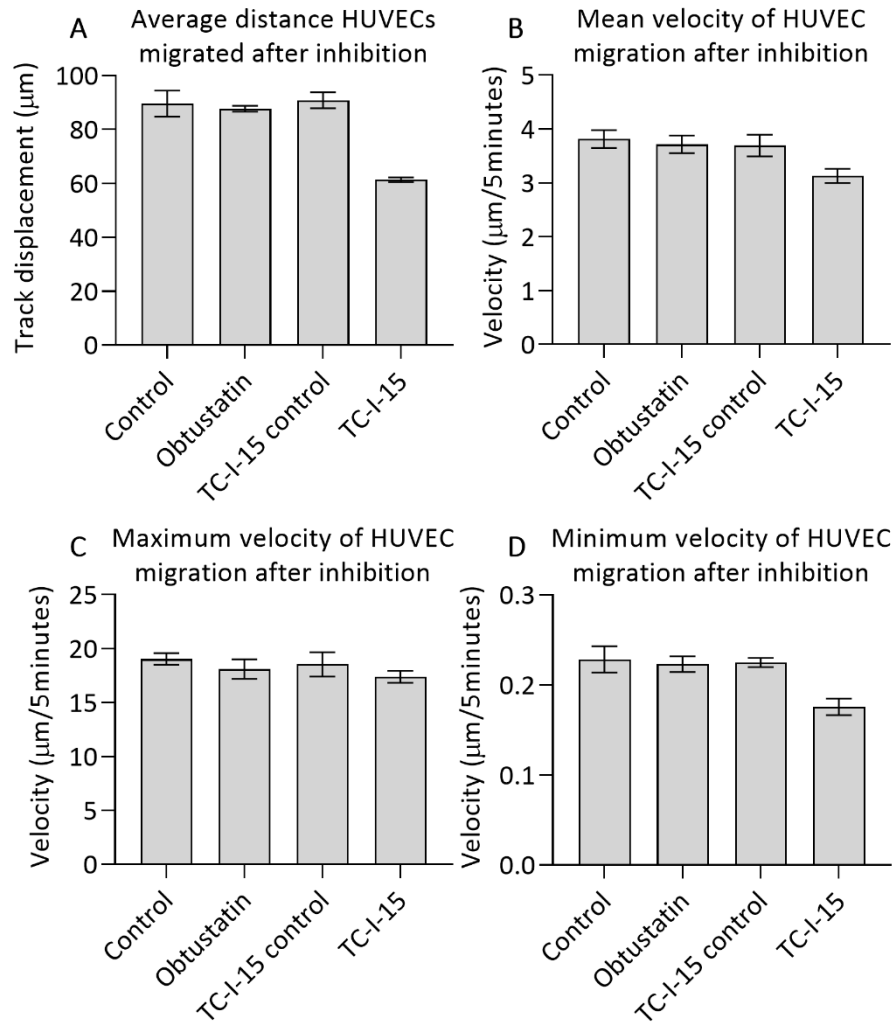 A
Average distance HUVECs
migrated after inhibition
Track displacement (μm)
100
80
60
40
20
0
Control
Obtustatin
TC-I-15 control
TC-I-15
B
Mean velocity of HUVEC
migration after inhibition
Velocity (μm/5minutes)
5
4
3
2
1
0
Control
Obtustatin
TC-I-15 control
TC-I-15
C
Maximum velocity of HUVEC
migration after inhibition
Velocity (μm/5minutes)
25
20
15
10
5
0
Control
Obtustatin
TC-I-15 control
TC-I-15
D
Minimum velocity of HUVEC
migration after inhibition
Velocity (μm/5minutes)
0.3
0.2
0.1
0.0
Control
Obtustatin
TC-I-15 control
TC-I-15